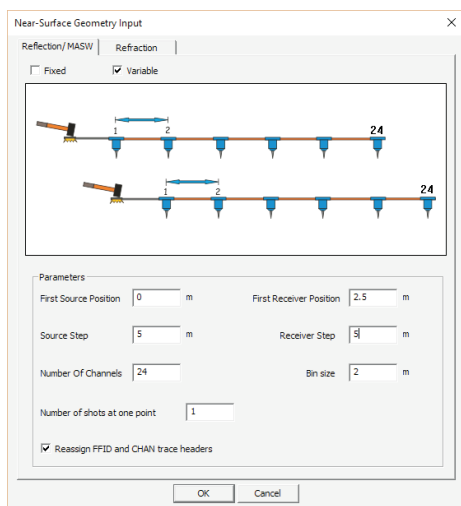 Near-Surface Geometry Input
Reflection/MASW Refraction
Fixed Variable
1 2 24
1 2 24
Parameters
First Source Position 0 m First Receiver Position 2.5 m
Source Step 5 m Receiver Step 5 m
Number Of Channels 24 Bin size 2 m
Number of shots at one point 1
Reassign FFID and CHAN trace headers
OK Cancel